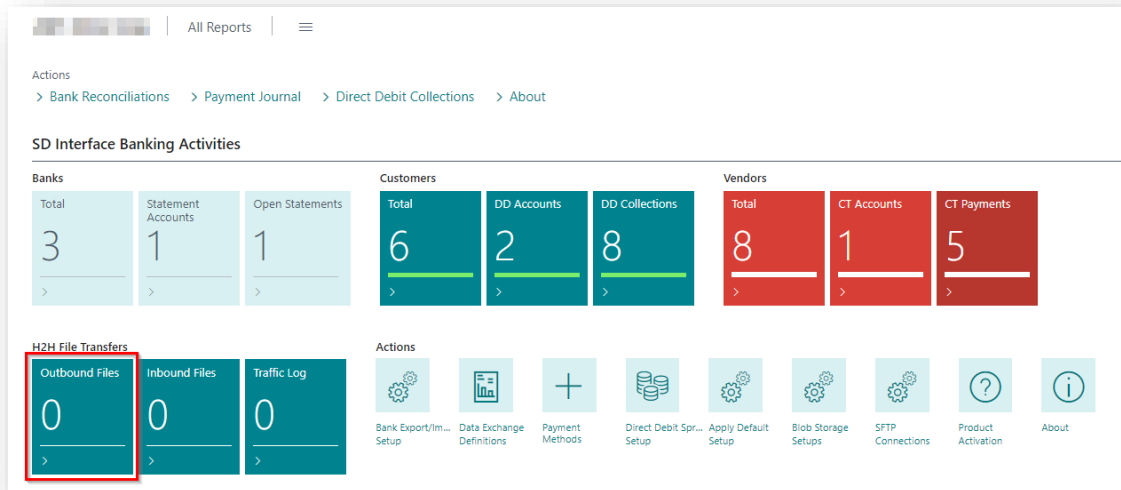 All Reports
Actions
Bank Reconciliations
Payment Journal
Direct Debit Collections
About
SD Interface Banking Activities
Banks
Total
3
Statement
Accounts
1
Open Statements
1
Customers
Total
6
DD Accounts
2
DD Collections
8
Vendors
Total
8
CT Accounts
1
CT Payments
5
H2H File Transfers
Outbound Files
0
Inbound Files
0
Traffic Log
0
Actions
Bank Export/Im...
Setup
Data Exchange
Definitions
Payment
Methods
Direct Debit Spr...
Setup
Apply Default
Setup
Blob Storage
Setups
SFTP
Connections
Product
Activation
About